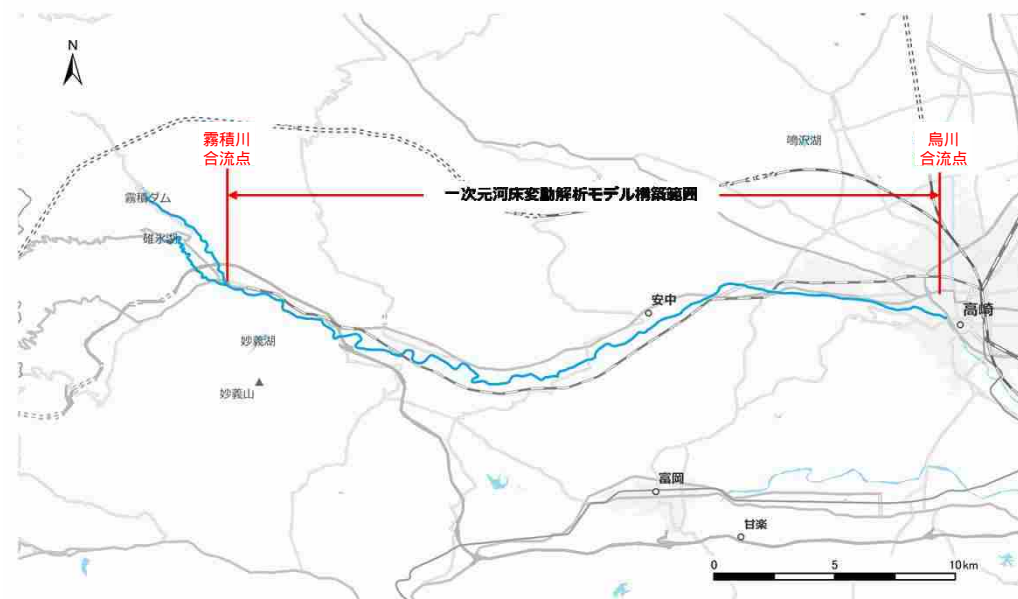 N
霧積川
合流点
鳴沢湖
烏川
合流点
一次元河床変動解析モデル構築範囲
霧積ダム
碓氷湖
安中
高崎
妙義湖
妙義山
富岡
甘楽
0 5 10km